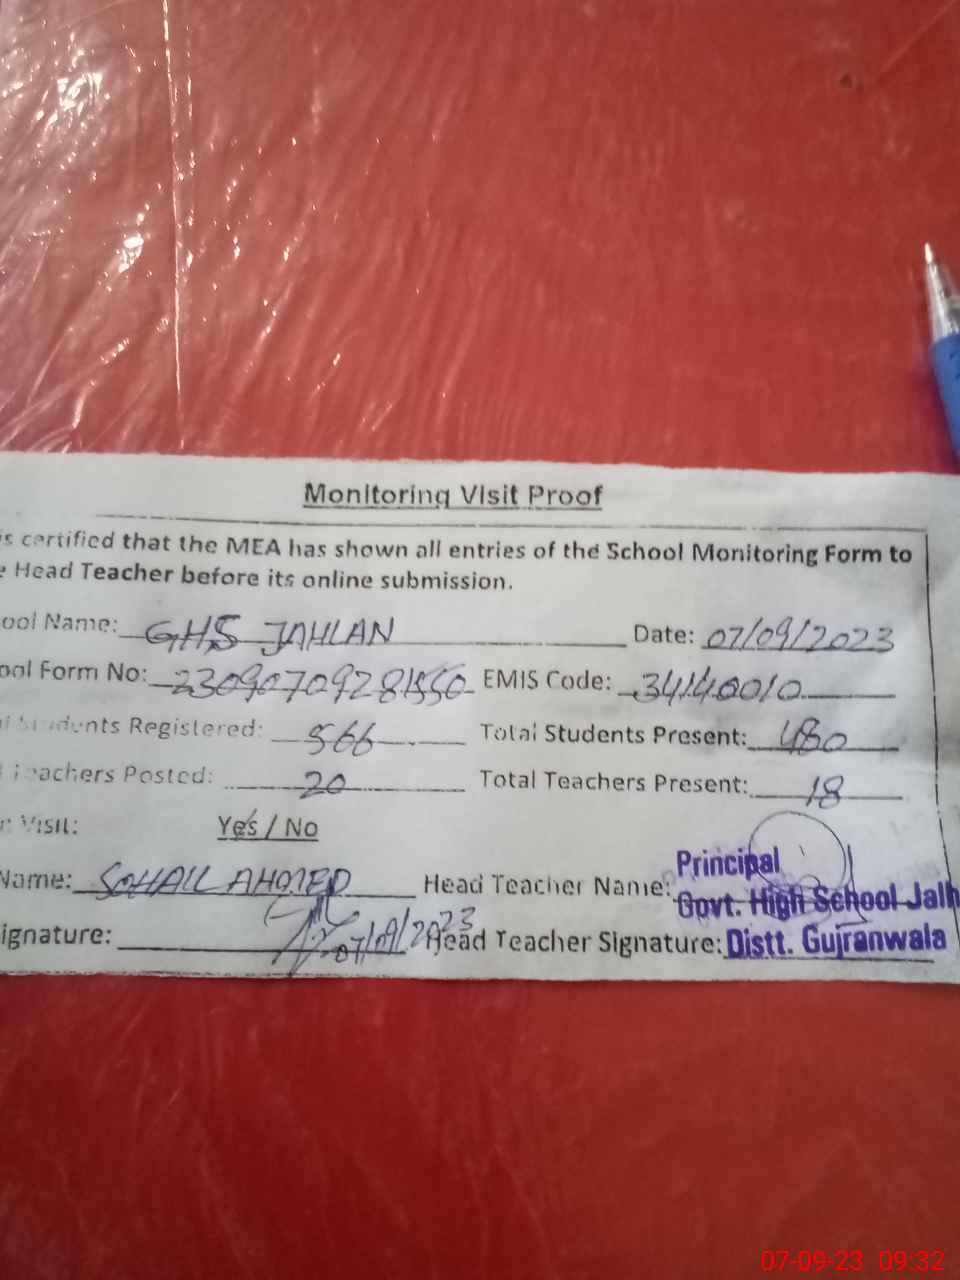 Monitoring Visit Proof
is certified that the MEA has shown all entries of the School Monitoring Form to
e Head Teacher before its online submission.
ool Name: GHS JAHLAN Date: 07/09/2023
ool Form No: EMIS Code: 34140010
Students Registered: 566 Total Students Present: 480
Teachers Posted: 20 Total Teachers Present: 18
Visit: Yes / No
Name: SOHAIL AHMED Head Teacher Name: Principal
Govt. High School Jalh
ignature: 07/09/2023 Head Teacher Signature: Distt. Gujranwala
07-09-23 09:32